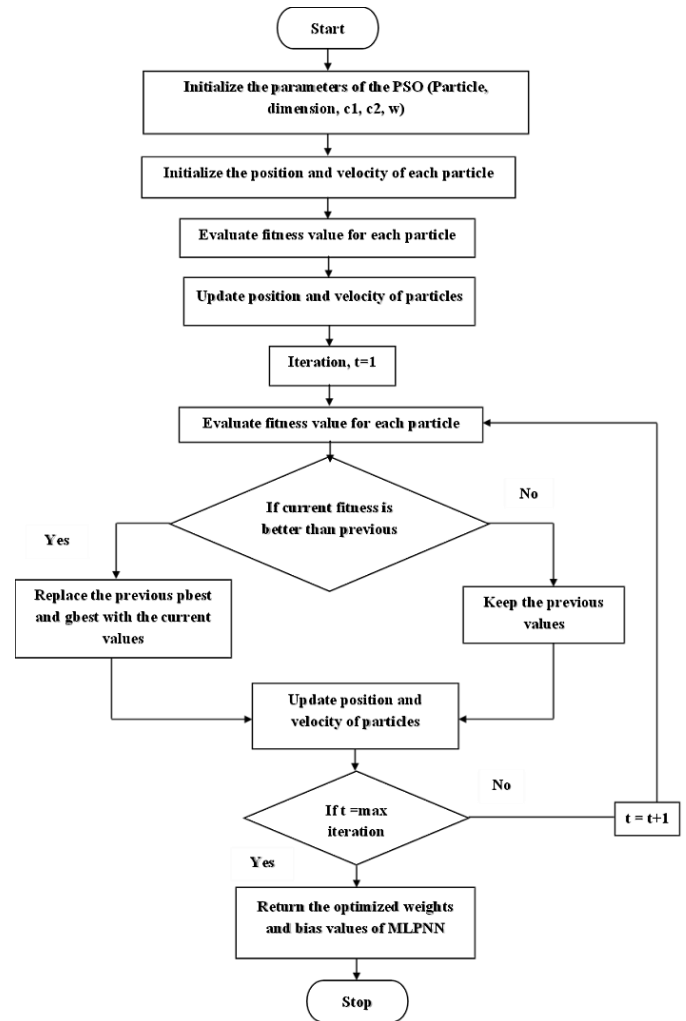 Start
Initialize the parameters of the PSO (Particle,
dimension, c1, c2, w)
Initialize the position and velocity of each particle
Evaluate fitness value for each particle
Update position and velocity of particles
Iteration, t=1
Evaluate fitness value for each particle
If current fitness is
better than previous
No
Yes
Replace the previous pbest
and gbest with the current
values
Keep the previous
values
Update position and
velocity of particles
No
If t =max
iteration
t = t+1
Yes
Return the optimized weights
and bias values of MLPNN
Stop